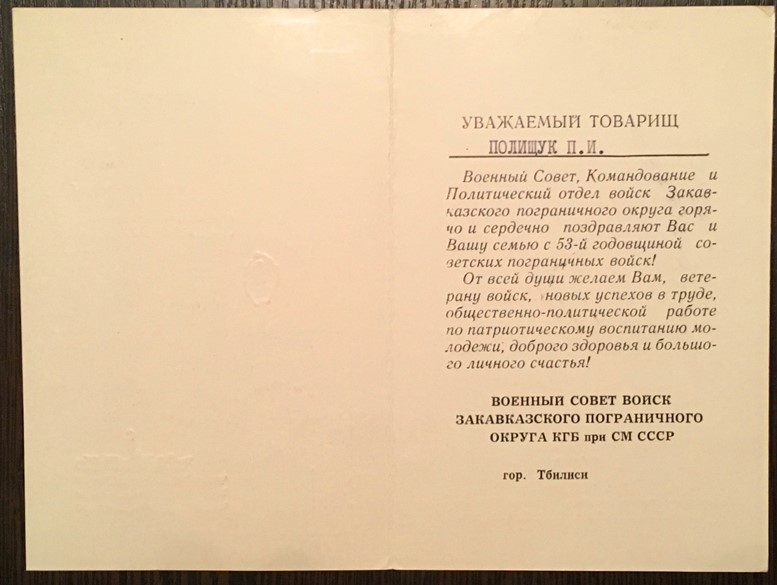 УВАЖАЕМЫЙ ТОВАРИЩ
ПОЛИЩУК П.И.
Военный Совет, Командование и
Политический отдел войск Закав-
казского пограничного округа горя-
чо и сердечно поздравляют Вас и
Вашу семью с 53-й годовщиной со-
ветских пограничных войск!
От всей души желаем Вам, вете-
рану войск, новых успехов в труде,
общественно-политической работе
по патриотическому воспитанию мо-
лодежи, доброго здоровья и большо-
го личного счастья!
ВОЕННЫЙ СОВЕТ ВОЙСК
ЗАКАВКАЗСКОГО ПОГРАНИЧНОГО
ОКРУГА КГБ при СМ СССР
гор. Тбилиси